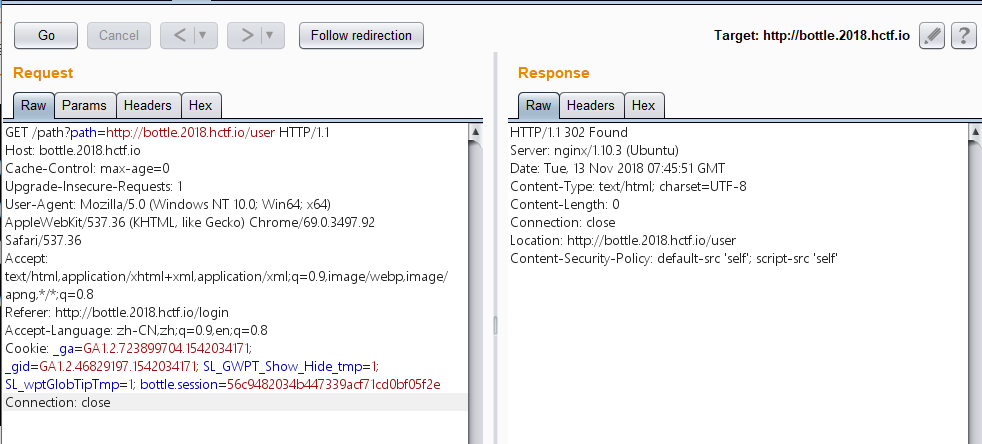 Go
Cancel
<
>
Follow redirection
Target: http://bottle.2018.hctf.io
?
Request
Raw
Params
Headers
Hex
GET /path?path=http://bottle.2018.hctf.io/user HTTP/1.1
Host: bottle.2018.hctf.io
Cache-Control: max-age=0
Upgrade-Insecure-Requests: 1
User-Agent: Mozilla/5.0 (Windows NT 10.0; Win64; x64)
AppleWebKit/537.36 (KHTML, like Gecko) Chrome/69.0.3497.92
Safari/537.36
Accept:
text/html,application/xhtml+xml,application/xml;q=0.9,image/webp,image/
apng,*/*;q=0.8
Referer: http://bottle.2018.hctf.io/login
Accept-Language: zh-CN,zh;q=0.9,en;q=0.8
Cookie: _ga=GA1.2.723899704.1542034171;
_gid=GA1.2.46829197.1542034171; SL_GWPT_Show_Hide_tmp=1;
SL_wptGlobTipTmp=1; bottle.session=56c9482034b447339acf71cd0bf05f2e
Connection: close
Response
Raw
Headers
Hex
HTTP/1.1 302 Found
Server: nginx/1.10.3 (Ubuntu)
Date: Tue, 13 Nov 2018 07:45:51 GMT
Content-Type: text/html; charset=UTF-8
Content-Length: 0
Connection: close
Location: http://bottle.2018.hctf.io/user
Content-Security-Policy: default-src 'self'; script-src 'self'